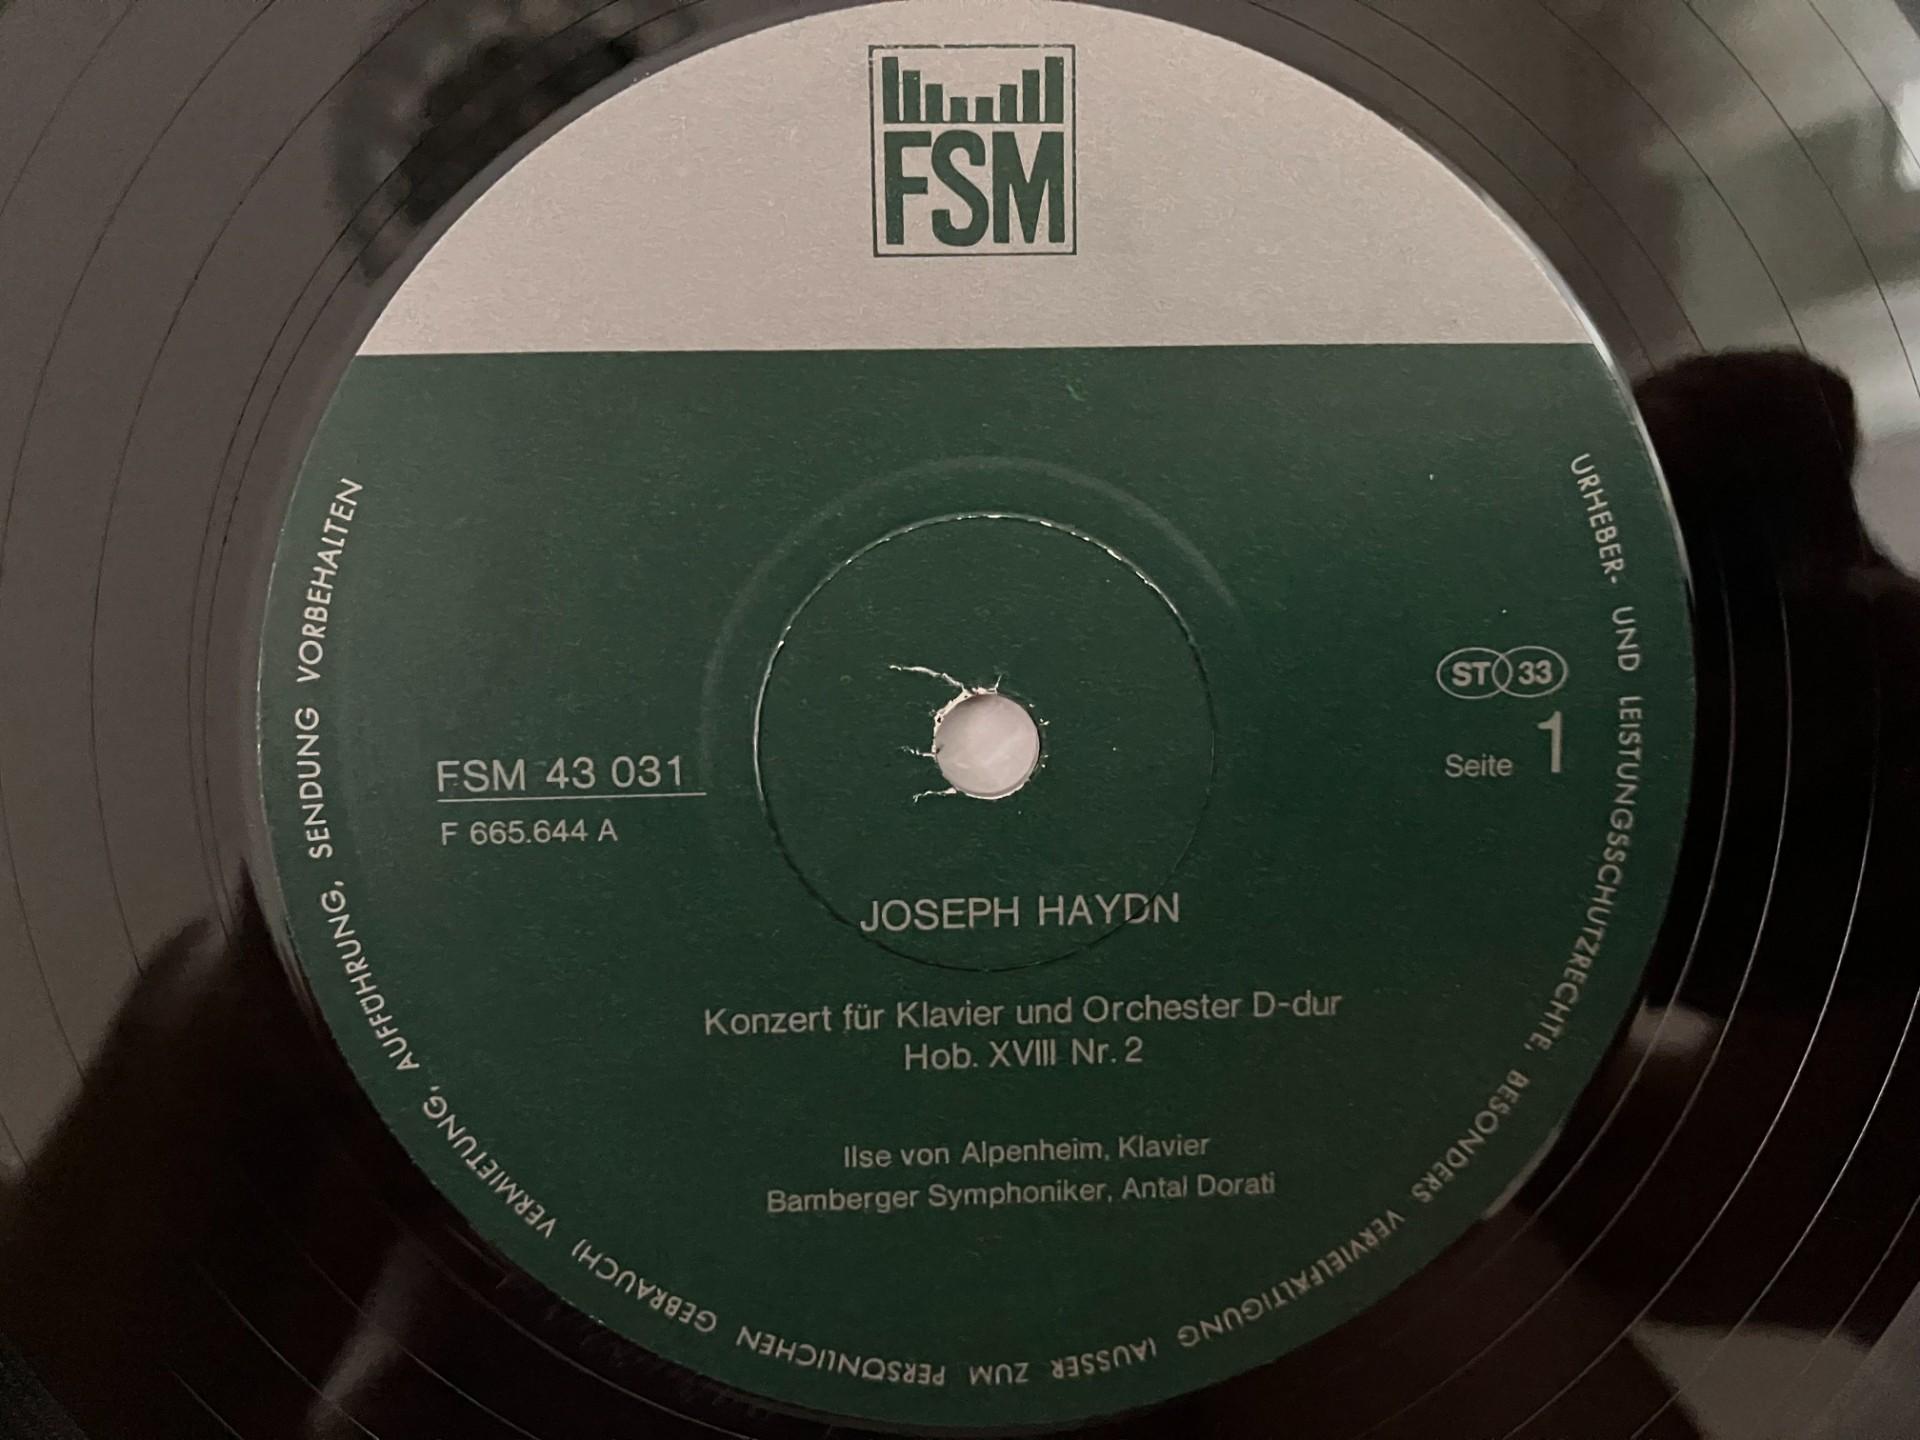 FSM
ST 33
Seite 1
FSM 43 031
F 665.644 A
JOSEPH HAYDN
Konzert für Klavier und Orchester D-dur
Hob. XVIII Nr. 2
Ilse von Alpenheim, Klavier
Bamberger Symphoniker, Antal Dorati
URHEBER- UND LEISTUNGSSCHUTZRECHTE, BESONDERS VERVIELFÄLTIGUNG (AUSSER ZUM PERSÖNLICHEN GEBRAUCH) VERMIETUNG, AUFFÜHRUNG, SENDUNG VORBEHALTEN